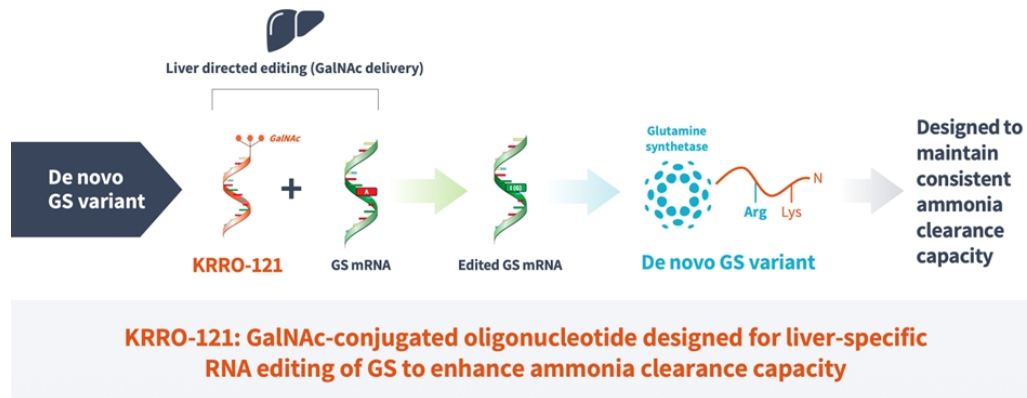 Liver directed editing (GalNAc delivery)
De novo
GS variant
GalNAc
KRRO-121
+
A
GS mRNA
I (G)
Edited GS mRNA
Glutamine
synthetase
N
Arg
Lys
De novo GS variant
Designed to
maintain
consistent
ammonia
clearance
capacity
KRRO-121: GalNAc-conjugated oligonucleotide designed for liver-specific
RNA editing of GS to enhance ammonia clearance capacity